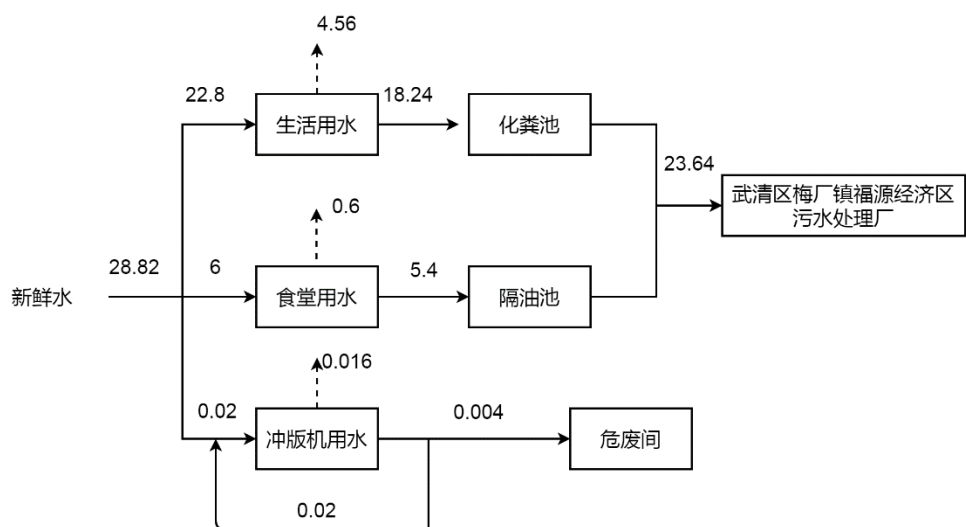 4.56
22.8
生活用水
18.24
化粪池
23.64
武清区梅厂镇福源经济区
污水处理厂
0.6
新鲜水
28.82
6
食堂用水
5.4
隔油池
0.016
0.02
冲版机用水
0.004
危废间
0.02